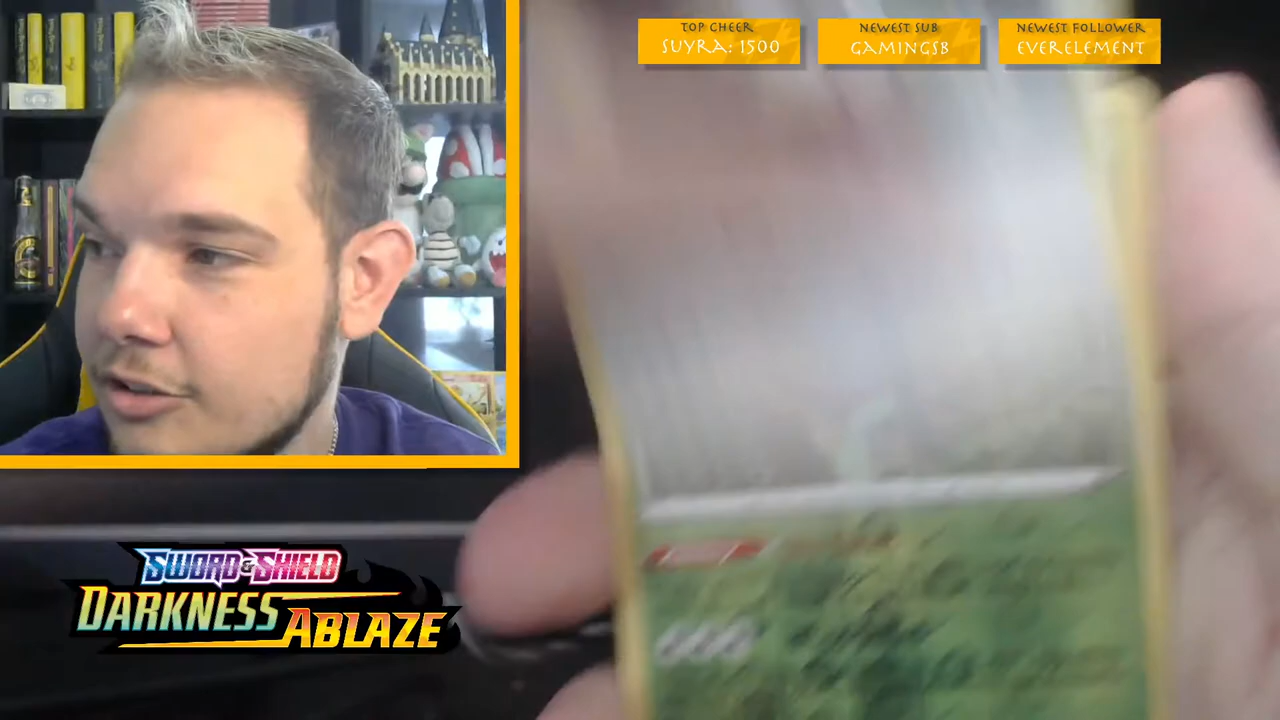 TOP CHEER
SUYRA: 1500
NEWEST SUB
GAMINGSB
NEWEST FOLLOWER
EVERELEMENT
SWORD & SHIELD
DARKNESS
ABLAZE